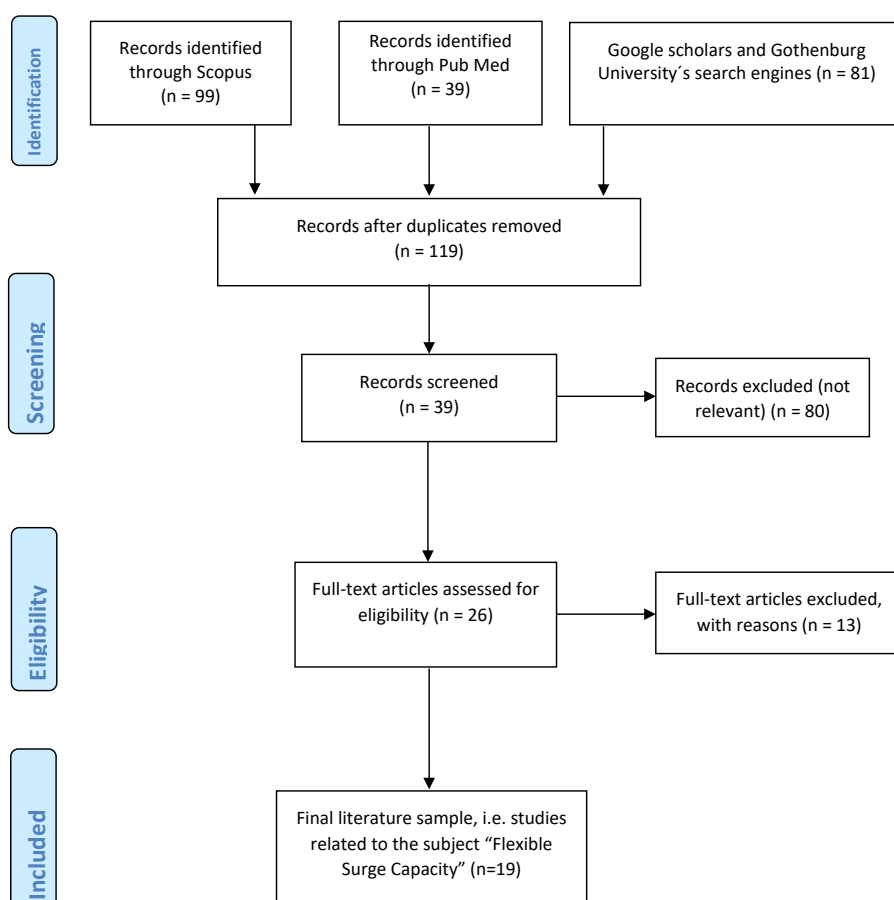 Identification
Records identified
through Scopus
(n = 99)
Records identified
through Pub Med
(n = 39)
Google scholars and Gothenburg
University´s search engines (n = 81)
Records after duplicates removed
(n = 119)
Screening
Records screened
(n = 39)
Records excluded (not
relevant) (n = 80)
Eligibility
Full-text articles assessed for
eligibility (n = 26)
Full-text articles excluded,
with reasons (n = 13)
Included
Final literature sample, i.e. studies
related to the subject “Flexible
Surge Capacity” (n=19)